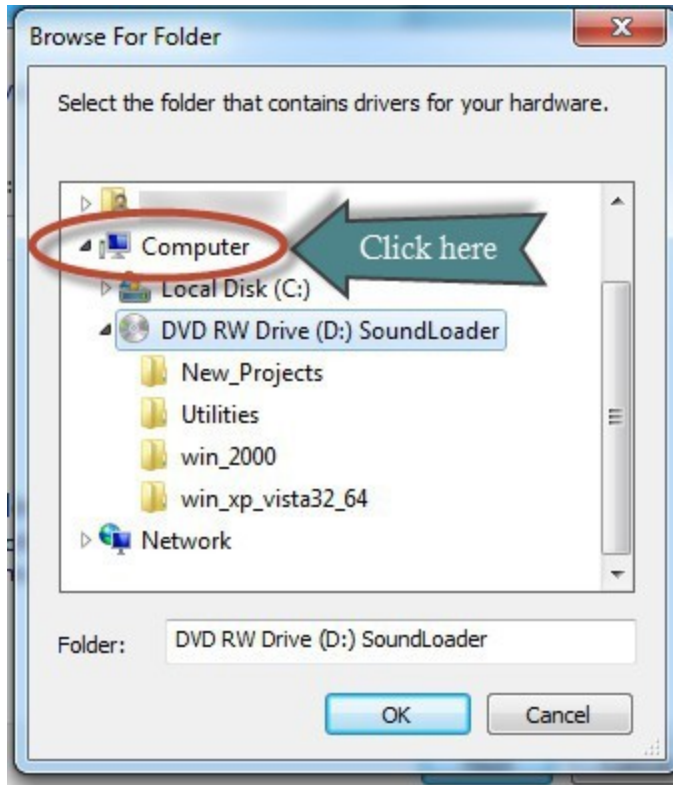 Browse For Folder
Select the folder that contains drivers for your hardware.
Computer
Click here
Local Disk (C:)
DVD RW Drive (D:) SoundLoader
New_Projects
Utilities
win_2000
win_xp_vista32_64
Network
Folder: DVD RW Drive (D:) SoundLoader
OK Cancel